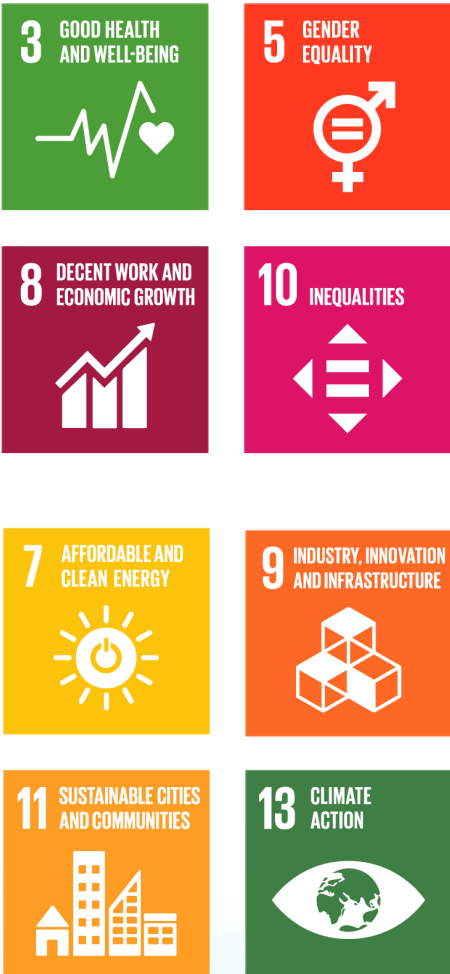 3 GOOD HEALTH
AND WELL-BEING
5 GENDER
EQUALITY
8 DECENT WORK AND
ECONOMIC GROWTH
10 INEQUALITIES
7 AFFORDABLE AND
CLEAN ENERGY
9 INDUSTRY, INNOVATION
AND INFRASTRUCTURE
11 SUSTAINABLE CITIES
AND COMMUNITIES
13 CLIMATE
ACTION